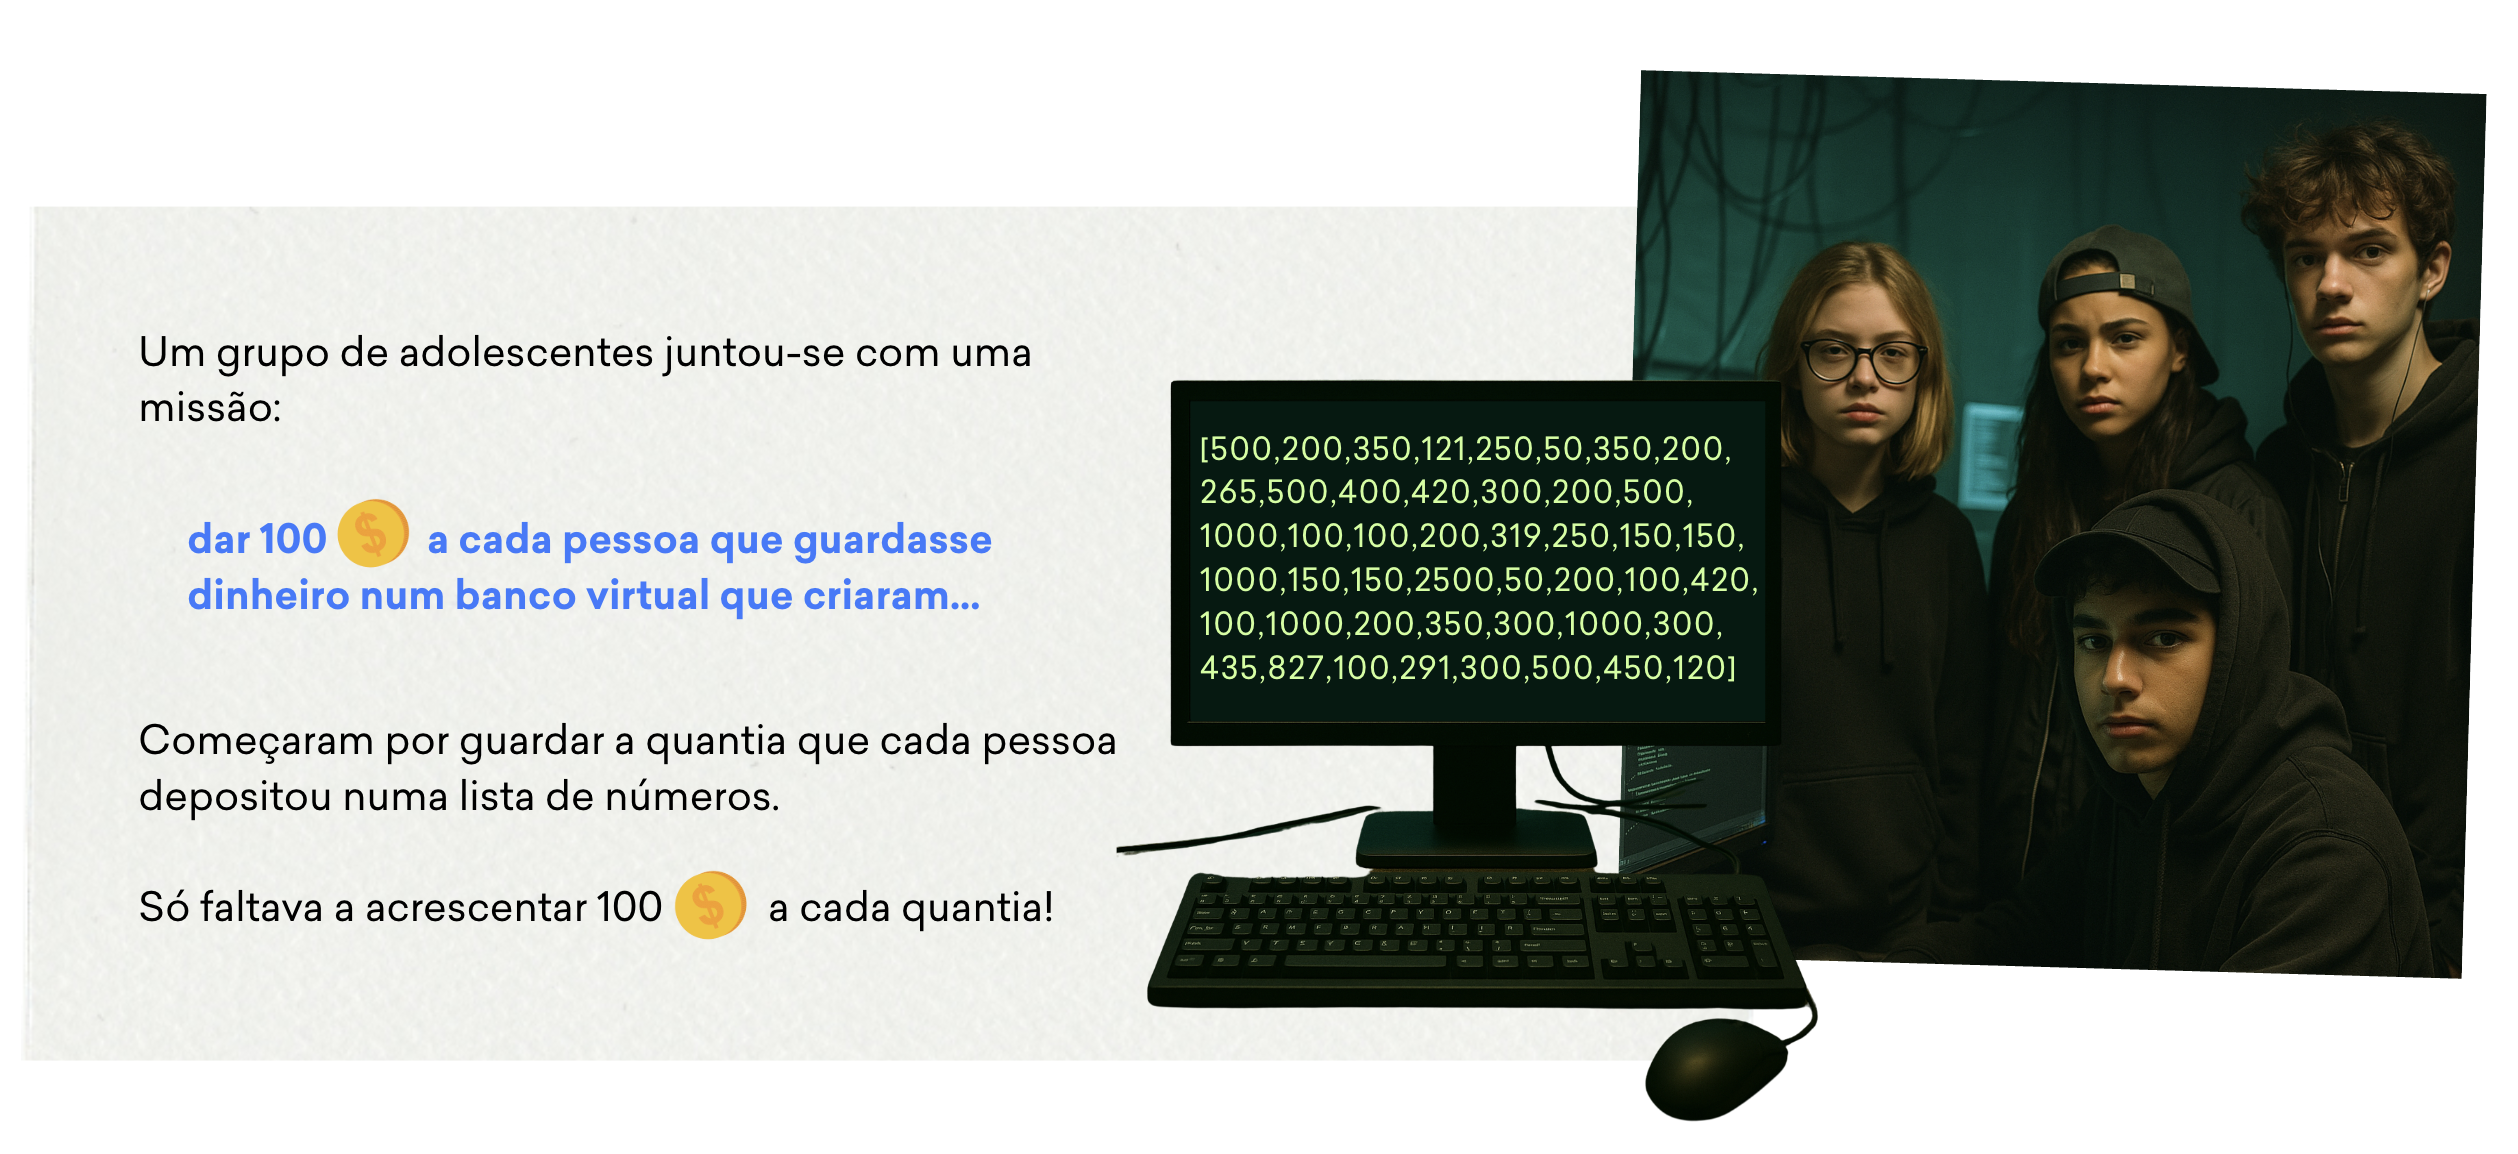 Um grupo de adolescentes juntou-se com uma
missão:
dar 100 $ a cada pessoa que guardasse
dinheiro num banco virtual que criaram...
Começaram por guardar a quantia que cada pessoa
depositou numa lista de números.
Só faltava a acrescentar 100 $ a cada quantia!
[500,200,350,121,250,50,350,200,
265,500,400,420,300,200,500,
1000,100,100,200,319,250,150,150,
1000,150,150,2500,50,200,100,420,
100,1000,200,350,300,1000,300,
435,827,100,291,300,500,450,120]